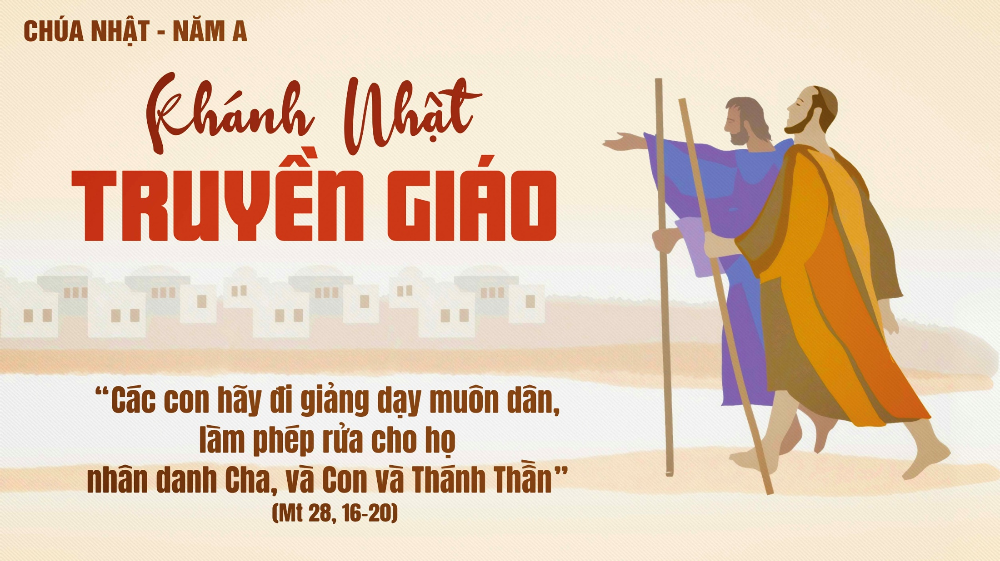 CHÚA NHẬT - NĂM A
Khánh Nhật
TRUYỀN GIÁO
“Các con hãy đi giảng dạy muôn dân,
làm phép rửa cho họ
nhân danh Cha, và Con và Thánh Thần”
(Mt 28, 16-20)